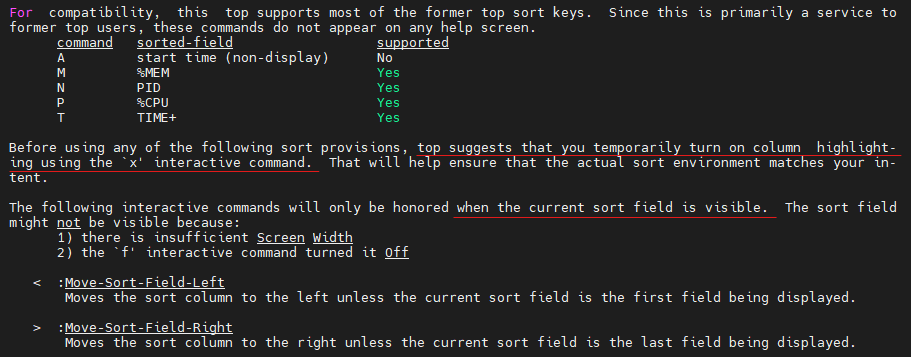 For  compatibility,  this  top supports most of the former top sort keys.  Since this is primarily a service to
former top users, these commands do not appear on any help screen.
command   sorted-field                  supported
A         start time (non-display)      No
M         %MEM                          Yes
N         PID                           Yes
P         %CPU                          Yes
T         TIME+                         Yes
Before using any of the following sort provisions, top suggests that you temporarily turn on column  highlight-
ing using the `x' interactive command.  That will help ensure that the actual sort environment matches your in-
tent.
The following interactive commands will only be honored when the current sort field is visible.  The sort field
might not be visible because:
1) there is insufficient Screen Width
2) the `f' interactive command turned it Off
<  :Move-Sort-Field-Left
Moves the sort column to the left unless the current sort field is the first field being displayed.
>  :Move-Sort-Field-Right
Moves the sort column to the right unless the current sort field is the last field being displayed.